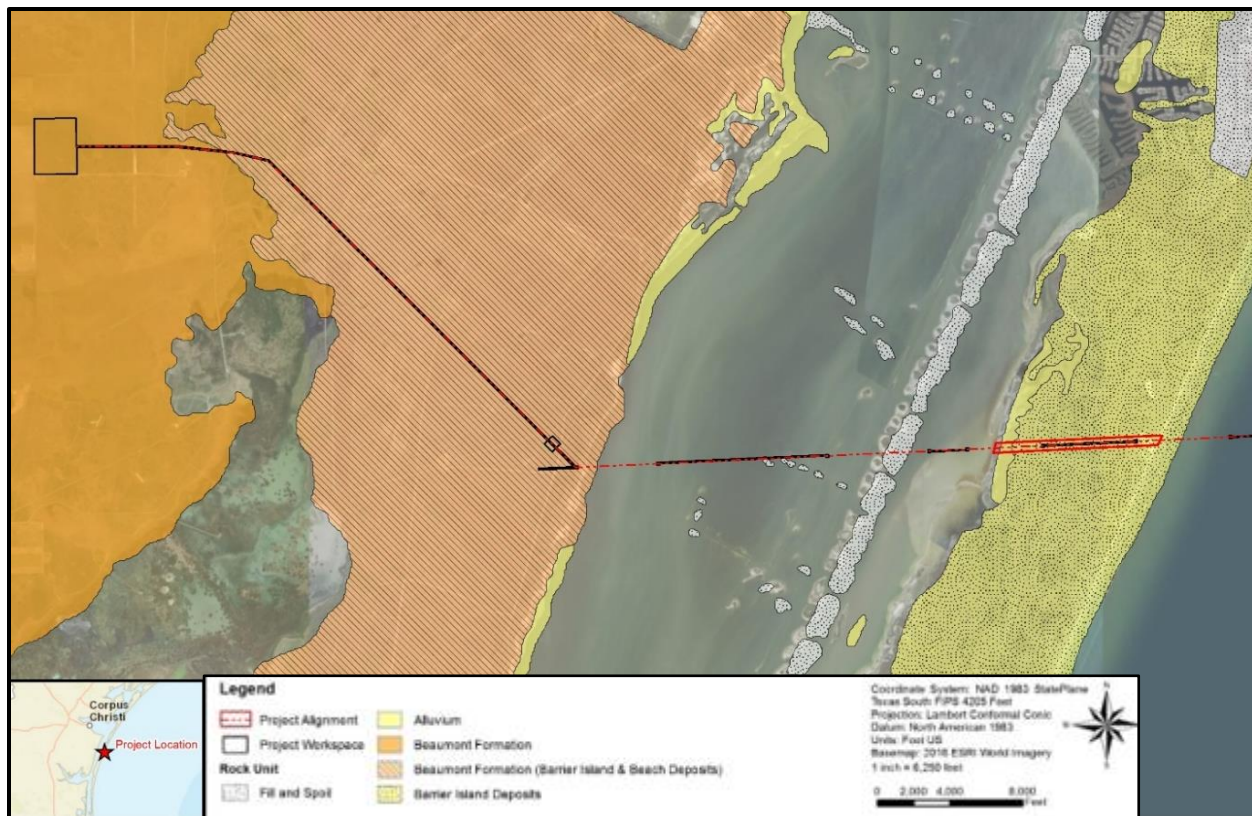 Corpus
Christi
Project Location
Legend
Project Alignment
Project Workspace
Rock Unit
Fill and Spoil
Alluvium
Beaumont Formation
Beaumont Formation (Barrier Island & Beach Deposits)
Barrier Island Deposits
Coordinate System: NAD 1983 StatePlane
Texas South FIPS 4205 Feet
Projection: Lambert Conformal Conic
Datum: North American 1983
Units: Foot US
Basemap: 2016 ESRI World Imagery
1 inch = 6,250 feet
0 2,000 4,000 8,000
Feet
N